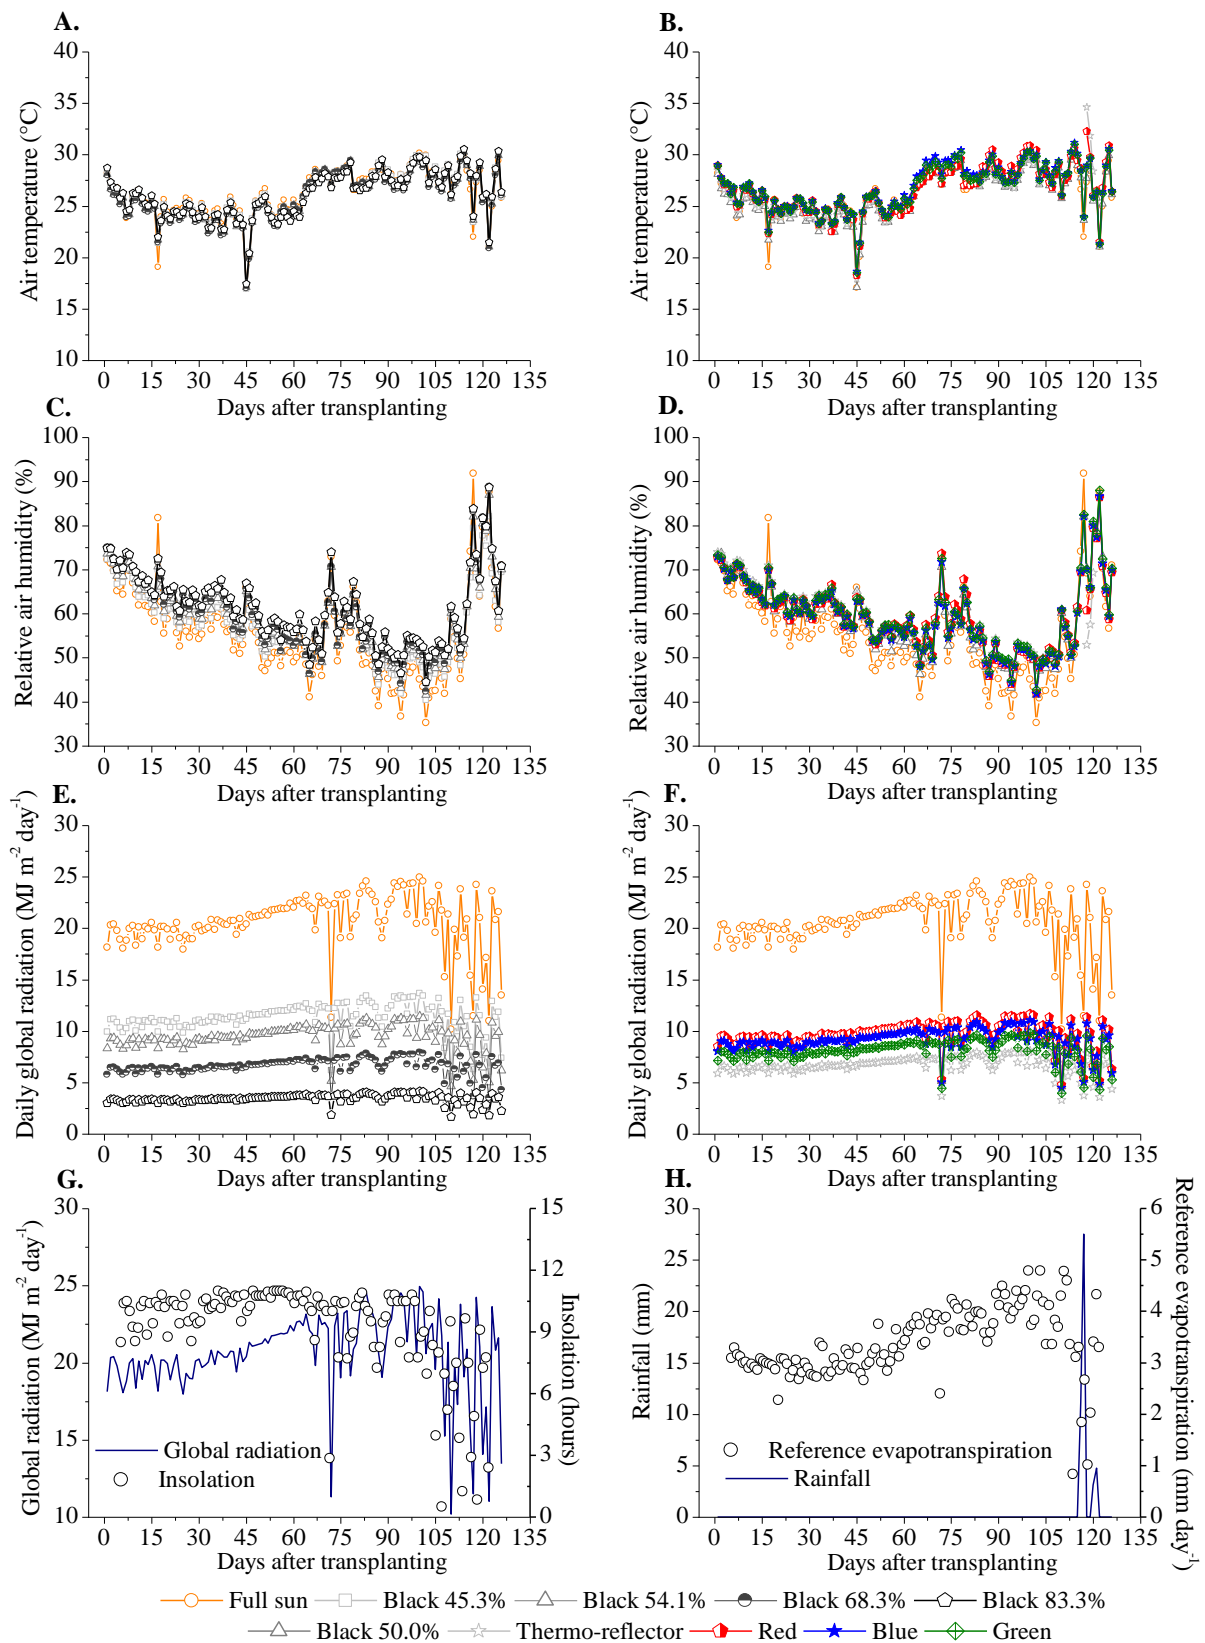 A.
B.
40
35
30
25
20
15
10
Air temperature (°C)
0 15 30 45 60 75 90 105 120 135
Days after transplanting
40
35
30
25
20
15
10
Air temperature (°C)
0 15 30 45 60 75 90 105 120 135
Days after transplanting
C.
D.
100
90
80
70
60
50
40
30
Relative air humidity (%)
0 15 30 45 60 75 90 105 120 135
Days after transplanting
100
90
80
70
60
50
40
30
Relative air humidity (%)
0 15 30 45 60 75 90 105 120 135
Days after transplanting
E.
F.
30
25
20
15
10
5
0
Daily global radiation (MJ m⁻² day⁻¹)
0 15 30 45 60 75 90 105 120 135
Days after transplanting
30
25
20
15
10
5
0
Daily global radiation (MJ m⁻² day⁻¹)
0 15 30 45 60 75 90 105 120 135
Days after transplanting
G.
H.
30
25
20
15
10
Global radiation (MJ m⁻² day⁻¹)
15
12
9
6
3
0
Insolation (hours)
Global radiation
Insolation
0 15 30 45 60 75 90 105 120 135
Days after transplanting
30
25
20
15
10
5
0
Rainfall (mm)
6
5
4
3
2
1
0
Reference evapotranspiration (mm day⁻¹)
Reference evapotranspiration
Rainfall
0 15 30 45 60 75 90 105 120 135
Days after transplanting
Full sun Black 45.3% Black 54.1% Black 68.3% Black 83.3%
Black 50.0% Thermo-reflector Red Blue Green